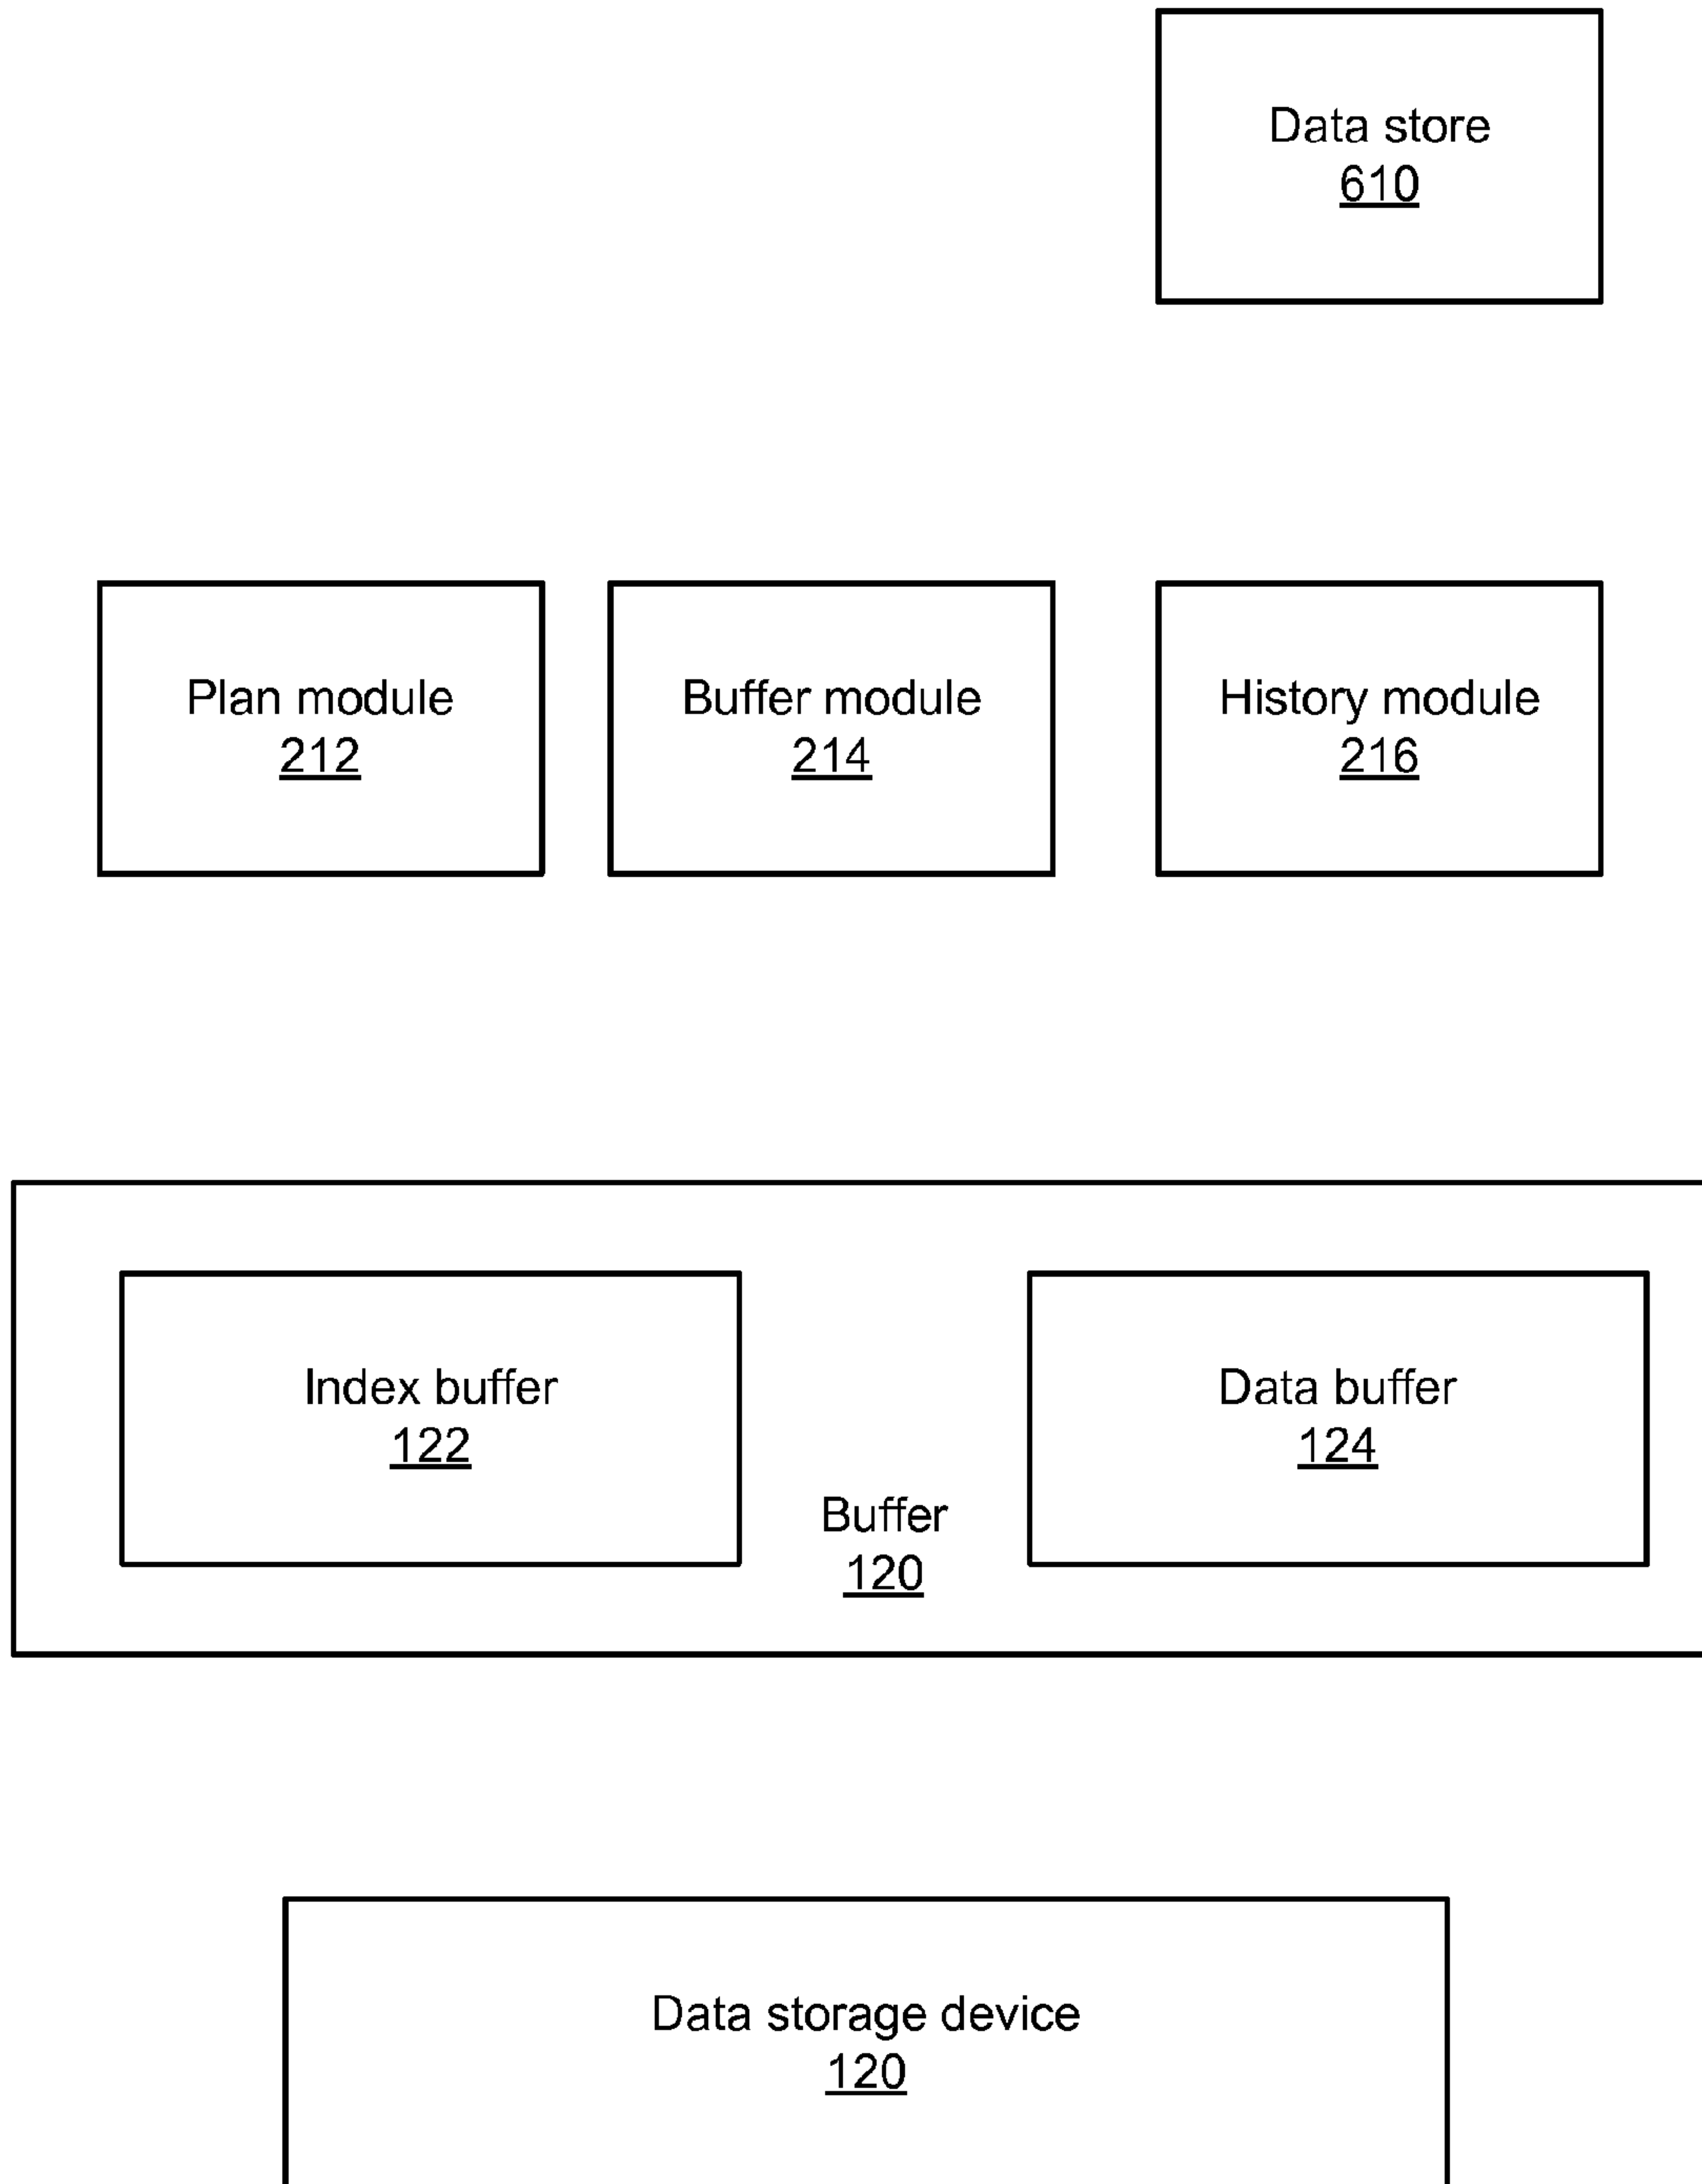 Data store
610
Plan module
212
Buffer module
214
History module
216
Index buffer
122
Data buffer
124
Buffer
120
Data storage device
120